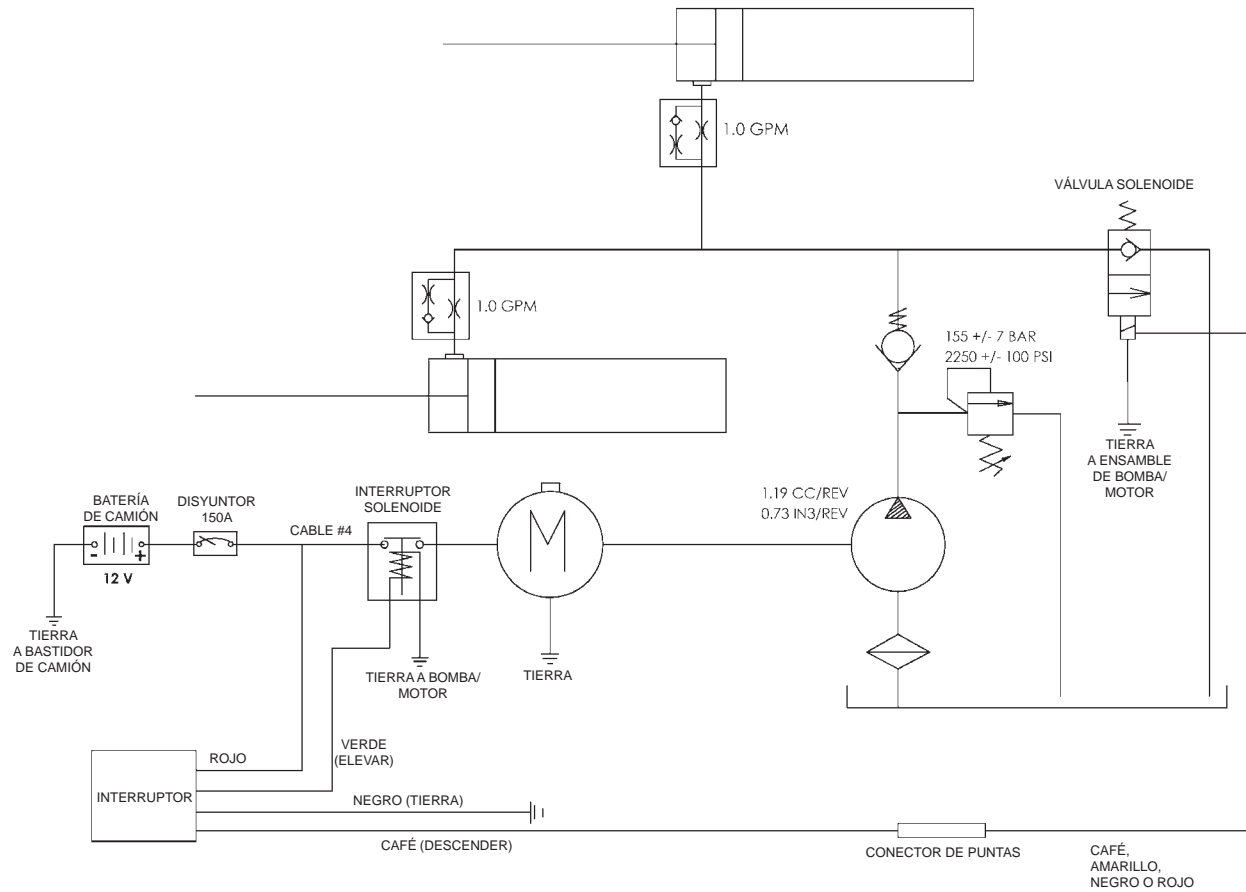 1.0 GPM
VÁLVULA SOLENOIDE
1.0 GPM
155 +/- 7 BAR
2250 +/- 100 PSI
TIERRA
A ENSAMBLE
DE BOMBA/
MOTOR
BATERÍA
DE CAMIÓN
DISYUNTOR
150A
CABLE #4
INTERRUPTOR
SOLENOIDE
M
1.19 CC/REV
0.73 IN3/REV
- +
12 V
TIERRA
A BASTIDOR
DE CAMIÓN
TIERRA A BOMBA/
MOTOR
TIERRA
ROJO
VERDE
(ELEVAR)
INTERRUPTOR
NEGRO (TIERRA)
CAFÉ (DESCENDER)
CONECTOR DE PUNTAS
CAFÉ,
AMARILLO,
NEGRO O ROJO